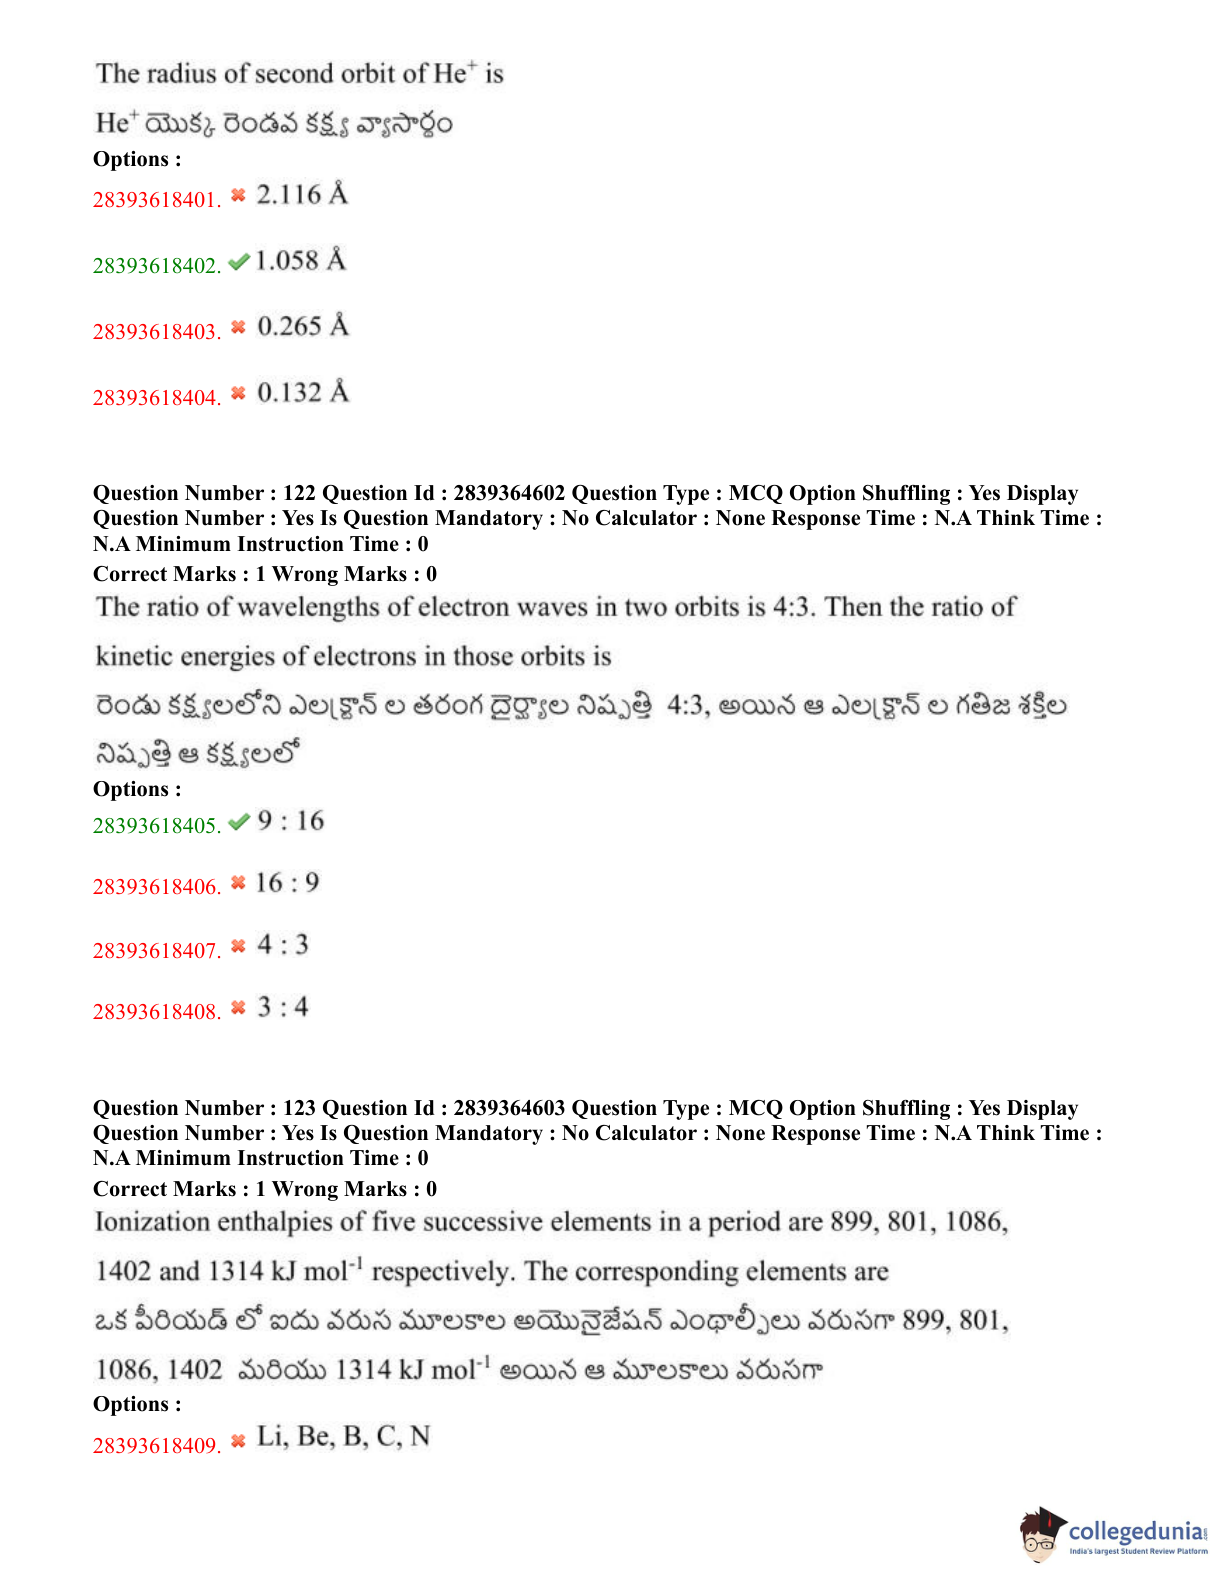 The radius of second orbit of He⁺ is
He⁺ యొక్క రెండవ కక్ష్య వ్యాసార్థం
Options :
28393618401. ✖ 2.116 Å
28393618402. ✔ 1.058 Å
28393618403. ✖ 0.265 Å
28393618404. ✖ 0.132 Å
Question Number : 122 Question Id : 2839364602 Question Type : MCQ Option Shuffling : Yes Display
Question Number : Yes Is Question Mandatory : No Calculator : None Response Time : N.A Think Time :
N.A Minimum Instruction Time : 0
Correct Marks : 1 Wrong Marks : 0
The ratio of wavelengths of electron waves in two orbits is 4:3. Then the ratio of
kinetic energies of electrons in those orbits is
రెండు కక్ష్యలలోని ఎలక్ట్రాన్ ల తరంగ దైర్ఘ్యాల నిష్పత్తి 4:3, అయిన ఆ ఎలక్ట్రాన్ ల గతిజ శక్తిల
నిష్పత్తి ఆ కక్ష్యలలో
Options :
28393618405. ✔ 9 : 16
28393618406. ✖ 16 : 9
28393618407. ✖ 4 : 3
28393618408. ✖ 3 : 4
Question Number : 123 Question Id : 2839364603 Question Type : MCQ Option Shuffling : Yes Display
Question Number : Yes Is Question Mandatory : No Calculator : None Response Time : N.A Think Time :
N.A Minimum Instruction Time : 0
Correct Marks : 1 Wrong Marks : 0
Ionization enthalpies of five successive elements in a period are 899, 801, 1086,
1402 and 1314 kJ mol⁻¹ respectively. The corresponding elements are
ఒక పీరియడ్ లో ఐదు వరుస మూలకాల అయొనైజేషన్ ఎంథాల్పీలు వరుసగా 899, 801,
1086, 1402 మరియు 1314 kJ mol⁻¹ అయిన ఆ మూలకాలు వరుసగా
Options :
28393618409. ✖ Li, Be, B, C, N
collegedunia
India's largest Student Review Platform